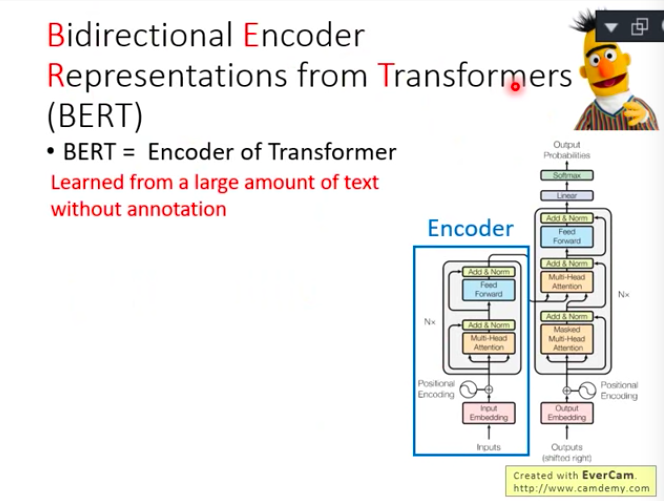 Bidirectional Encoder
Representations from Transformers
(BERT)
• BERT = Encoder of Transformer
Learned from a large amount of text
without annotation
Encoder
Add & Norm
Feed
Forward
Nx
Add & Norm
Multi-Head
Attention
Positional
Encoding
Input
Embedding
Inputs
Output
Probabilities
Softmax
Linear
Add & Norm
Feed
Forward
Add & Norm
Multi-Head
Attention
Nx
Add & Norm
Masked
Multi-Head
Attention
Positional
Encoding
Output
Embedding
Outputs
(shifted right)
Created with EverCam.
http://www.camdemy.com